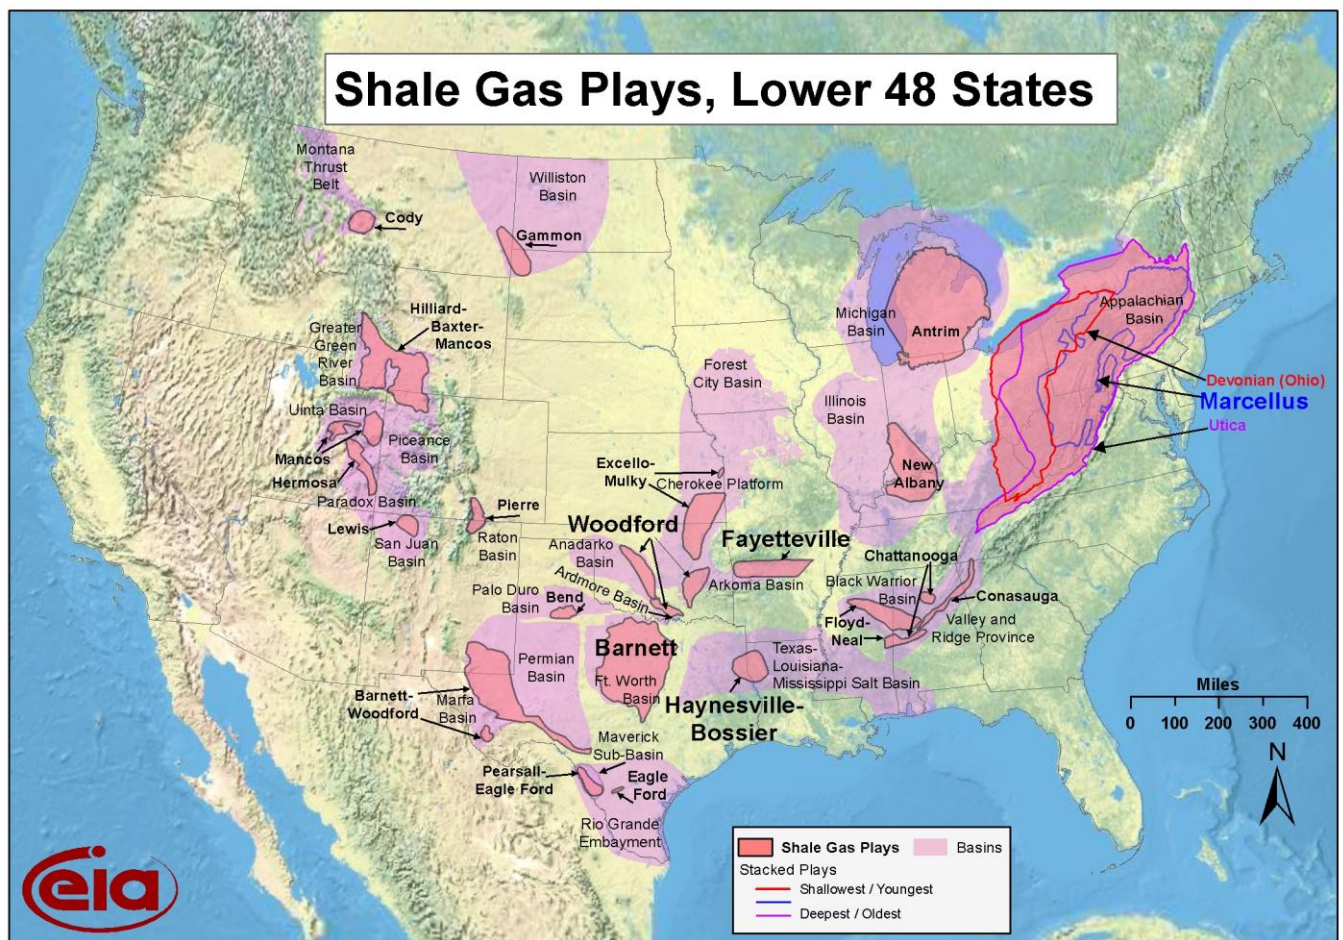 Shale Gas Plays, Lower 48 States
Montana
Thrust
Belt
Cody
Williston
Basin
Gammon
Hilliard-
Baxter-
Mancos
Greater
Green
River
Basin
Uinta Basin
Piceance
Basin
Mancos
Hermosa
Paradox Basin
Lewis
San Juan
Basin
Pierre
Raton
Basin
Forest
City Basin
Excello-
Mulky
Cherokee Platform
Michigan
Basin
Antrim
Illinois
Basin
New
Albany
Appalachian
Basin
Devonian (Ohio)
Marcellus
Utica
Woodford
Anadarko
Basin
Ardmore Basin
Fayetteville
Arkoma Basin
Chattanooga
Black Warrior
Basin
Conasauga
Floyd-
Neal
Valley and
Ridge Province
Palo Duro
Basin
Bend
Barnett
Ft. Worth
Basin
Permian
Basin
Barnett-
Woodford
Marfa
Basin
Texas-
Louisiana-
Mississippi Salt Basin
Haynesville-
Bossier
Maverick
Sub-Basin
Pearsall-
Eagle Ford
Eagle
Ford
Rio Grande
Embayment
Miles
0 100 200 300 400
N
Shale Gas Plays
Basins
Stacked Plays
Shallowest / Youngest
Deepest / Oldest
eia